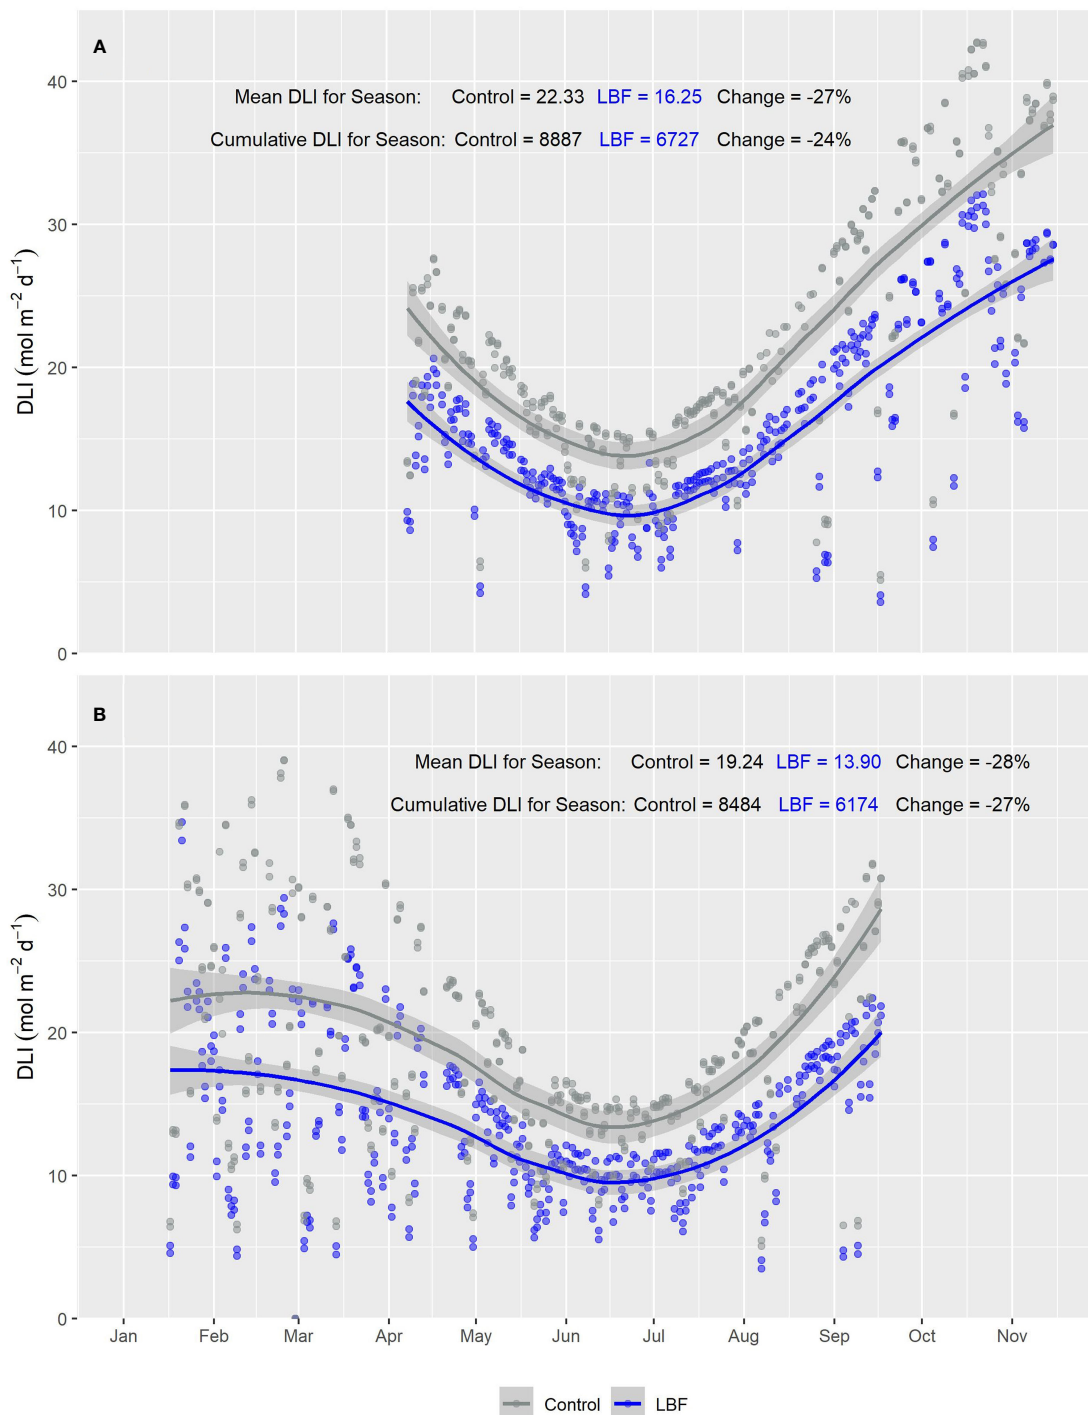 A
Mean DLI for Season: Control = 22.33 LBF = 16.25 Change = -27%
Cumulative DLI for Season: Control = 8887 LBF = 6727 Change = -24%
DLI (mol m⁻² d⁻¹)
40
30
20
10
0
B
Mean DLI for Season: Control = 19.24 LBF = 13.90 Change = -28%
Cumulative DLI for Season: Control = 8484 LBF = 6174 Change = -27%
DLI (mol m⁻² d⁻¹)
40
30
20
10
0
Jan Feb Mar Apr May Jun Jul Aug Sep Oct Nov
Control LBF